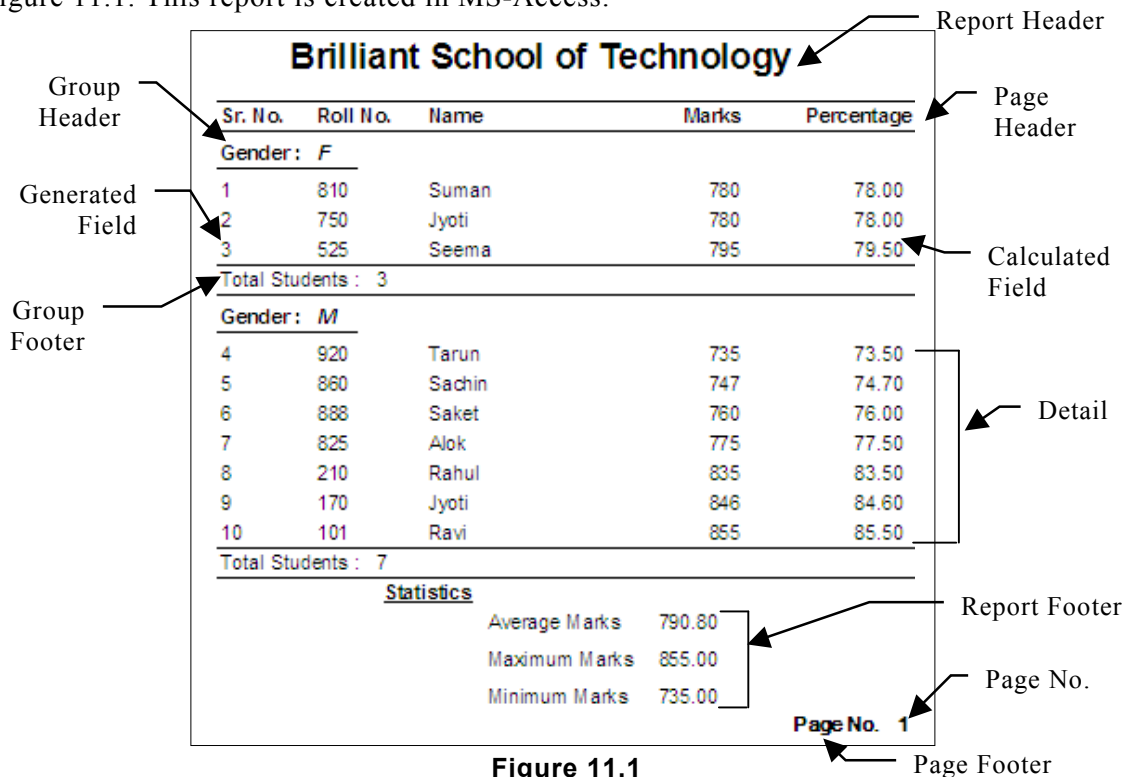 igure 11.1. This report is created in MS-Access.
Report Header
Brilliant School of Technology
Group
Header
Page
Header
Sr. No. Roll No. Name Marks Percentage
Gender: F
Generated
Field
1 810 Suman 780 78.00
2 750 Jyoti 780 78.00
3 525 Seema 795 79.50
Calculated
Field
Total Students : 3
Group
Footer
Gender: M
4 920 Tarun 735 73.50
5 860 Sachin 747 74.70
6 888 Saket 760 76.00
Detail
7 825 Alok 775 77.50
8 210 Rahul 835 83.50
9 170 Jyoti 846 84.60
10 101 Ravi 855 85.50
Total Students : 7
Statistics
Report Footer
Average Marks 790.80
Maximum Marks 855.00
Minimum Marks 735.00
Page No.
Page No. 1
Page Footer
Figure 11.1